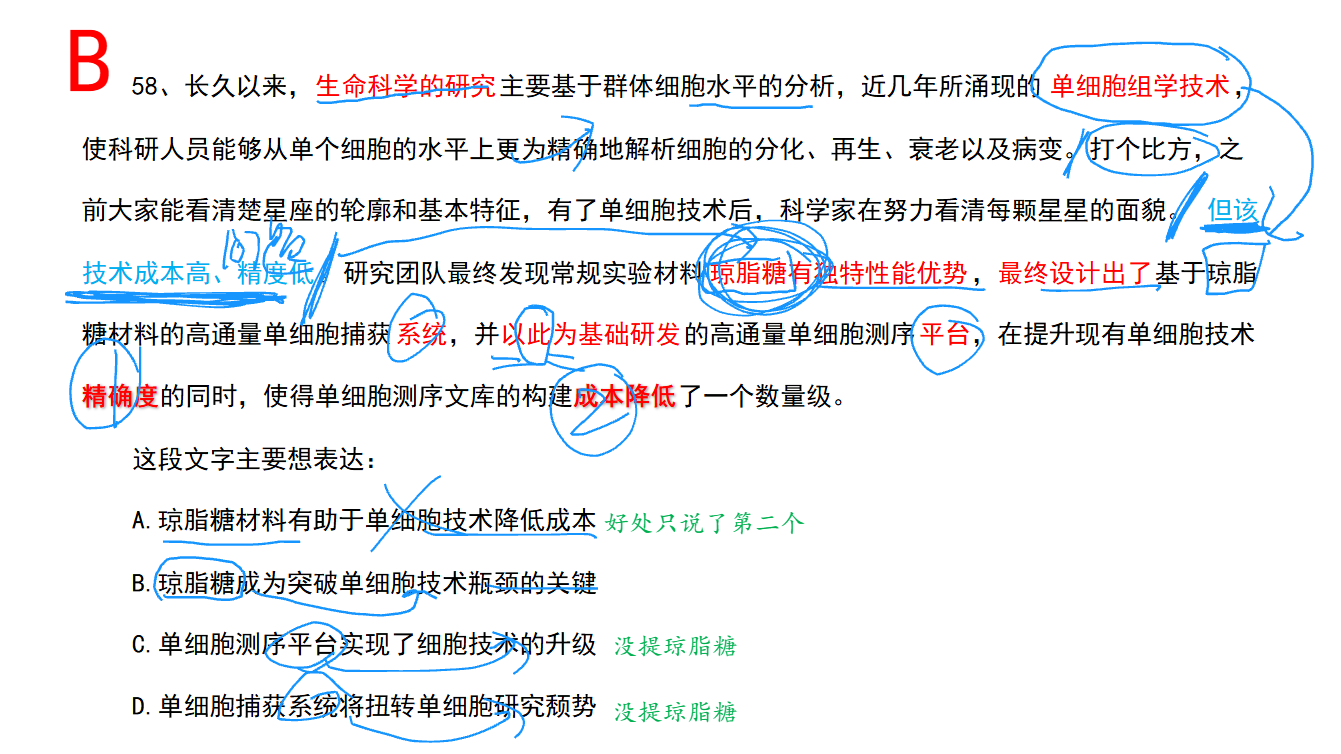 B
58、长久以来，生命科学的研究主要基于群体细胞水平的分析，近几年所涌现的单细胞组学技术，
使科研人员能够从单个细胞的水平上更为精确地解析细胞的分化、再生、衰老以及病变。打个比方，之
前大家能看清楚星座的轮廓和基本特征，有了单细胞技术后，科学家在努力看清每颗星星的面貌。但该
问题
技术成本高、精度低。研究团队最终发现常规实验材料琼脂糖有独特性能优势，最终设计出了基于琼脂
糖材料的高通量单细胞捕获系统，并以此为基础研发的高通量单细胞测序平台，在提升现有单细胞技术
精确度的同时，使得单细胞测序文库的构建成本降低了一个数量级。
1
2
这段文字主要想表达：
A.琼脂糖材料有助于单细胞技术降低成本 好处只说了第二个
B.琼脂糖成为突破单细胞技术瓶颈的关键
C.单细胞测序平台实现了细胞技术的升级 没提琼脂糖
D.单细胞捕获系统将扭转单细胞研究颓势 没提琼脂糖